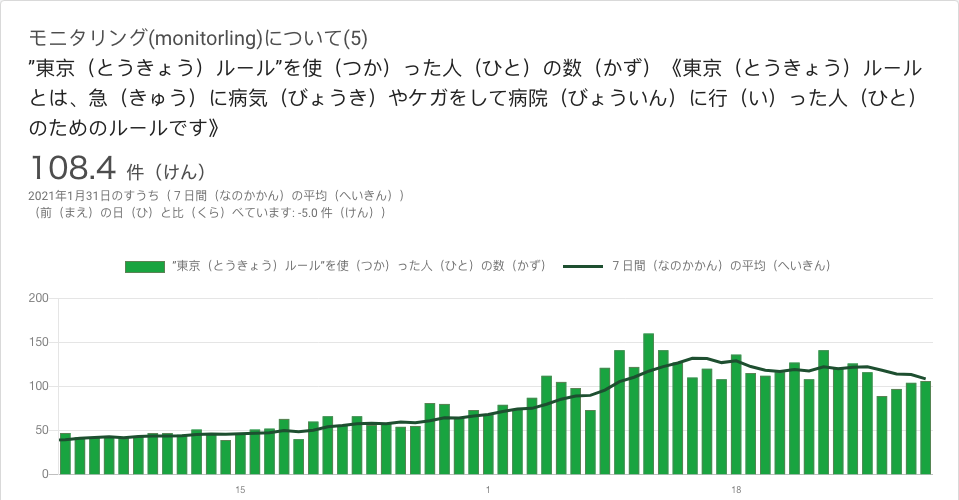 モニタリング(monitorling)について(5)
”東京（とうきょう）ルール”を使（つか）った人（ひと）の数（かず）《東京（とうきょう）ルール
とは、急（きゅう）に病気（びょうき）やケガをして病院（びょういん）に行（い）った人（ひと）
のためのルールです》
108.4 件（けん）
2021年1月31日のすうち（７日間（なのかかん）の平均（へいきん））
（前（まえ）の日（ひ）と比（くら）べています: -5.0 件（けん））
”東京（とうきょう）ルール”を使（つか）った人（ひと）の数（かず） ７日間（なのかかん）の平均（へいきん）
200
150
100
50
0
15 1 18